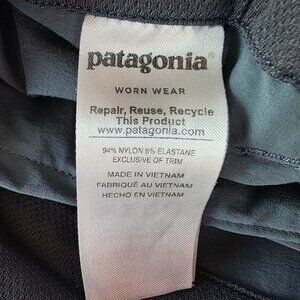 patagonia®
WORN WEAR
Repair, Reuse, Recycle
This Product
www.patagonia.com
94% NYLON 6% ELASTANE
EXCLUSIVE OF TRIM
MADE IN VIETNAM
FABRIQUÉ AU VIETNAM
HECHO EN VIETNAM